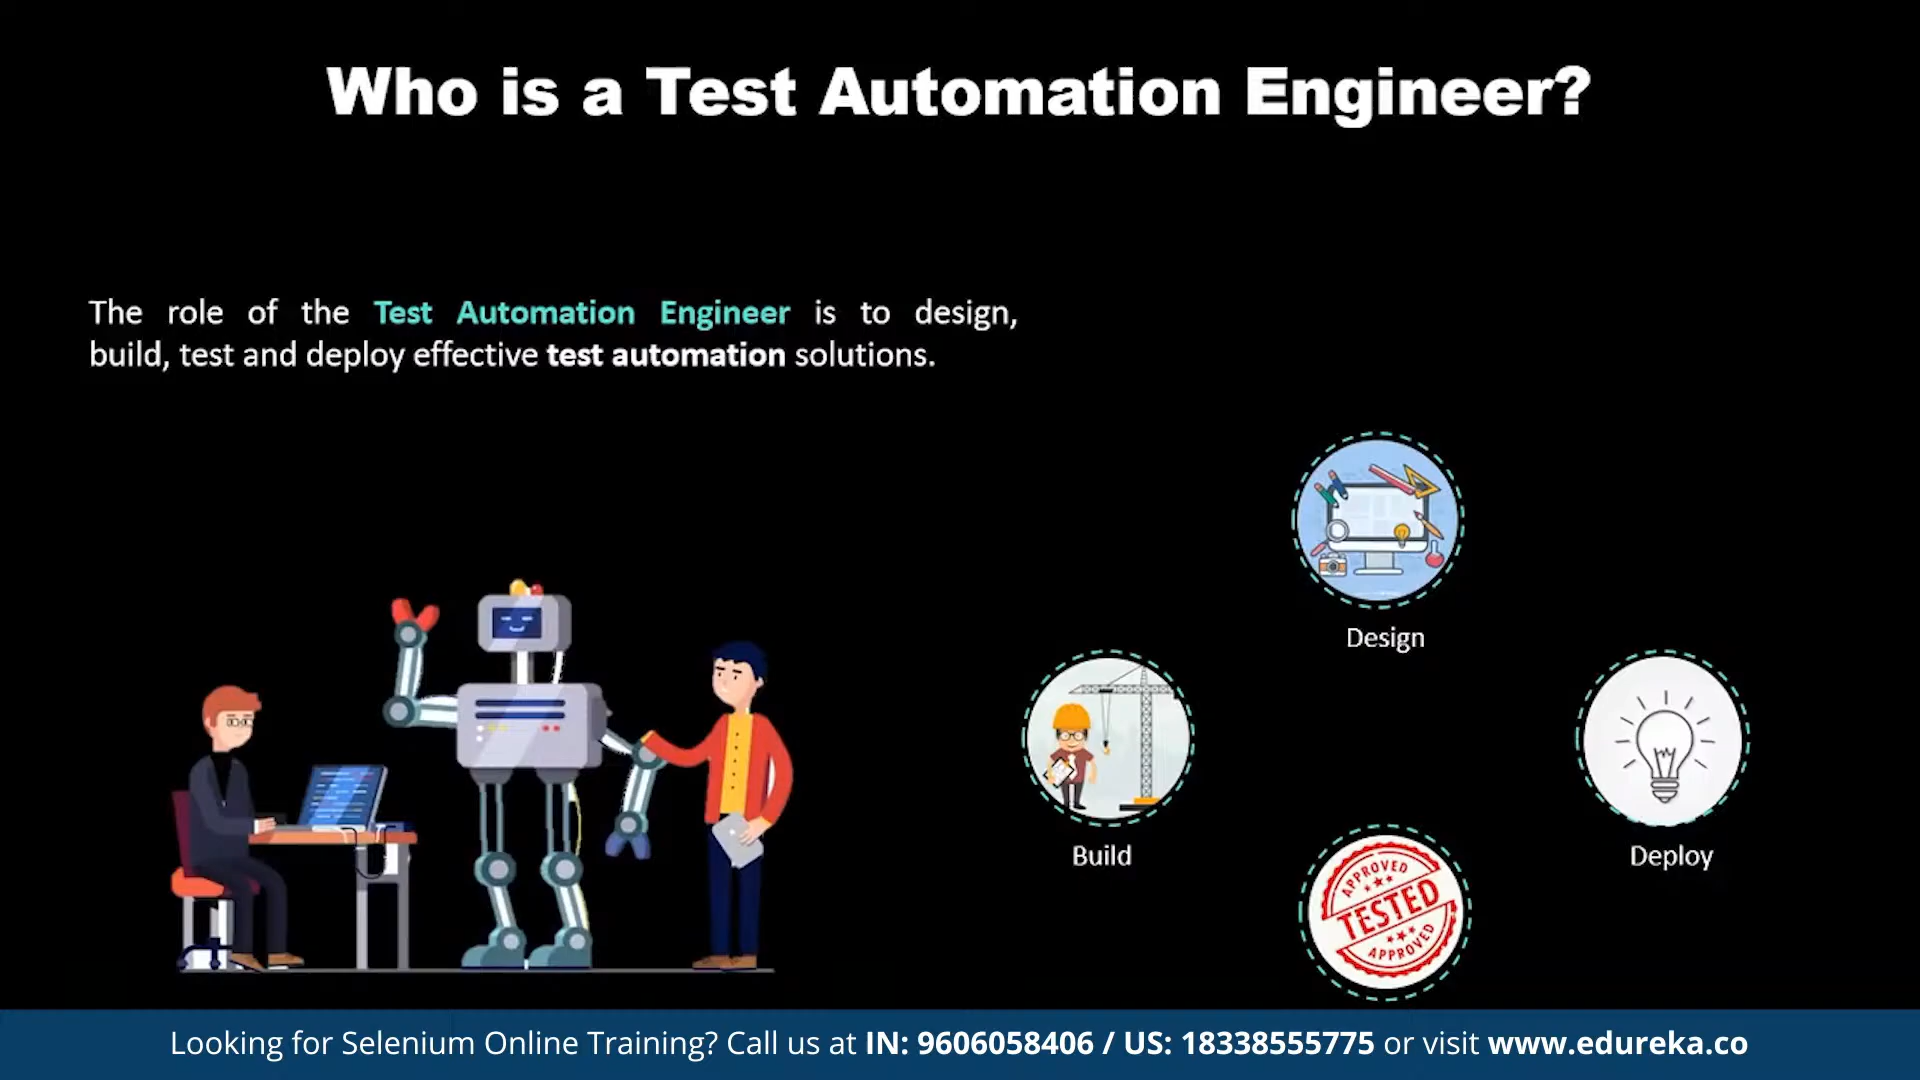 Who is a Test Automation Engineer?
The role of the Test Automation Engineer is to design,
build, test and deploy effective test automation solutions.
Design
Build
Deploy
APPROVED
TESTED
APPROVED
Looking for Selenium Online Training? Call us at IN: 9606058406 / US: 18338555775 or visit www.edureka.co